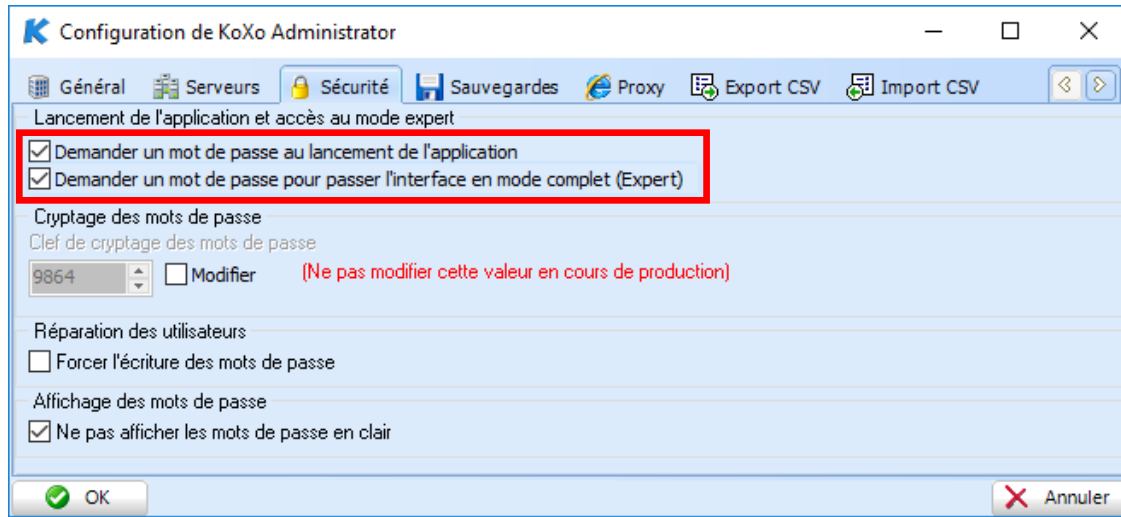 Configuration de KoXo Administrator
Général Serveurs Sécurité Sauvegardes Proxy Export CSV Import CSV
Lancement de l'application et accès au mode expert
Demander un mot de passe au lancement de l'application
Demander un mot de passe pour passer l'interface en mode complet (Expert)
Cryptage des mots de passe
Clef de cryptage des mots de passe
9864 Modifier (Ne pas modifier cette valeur en cours de production)
Réparation des utilisateurs
Forcer l'écriture des mots de passe
Affichage des mots de passe
Ne pas afficher les mots de passe en clair
OK Annuler